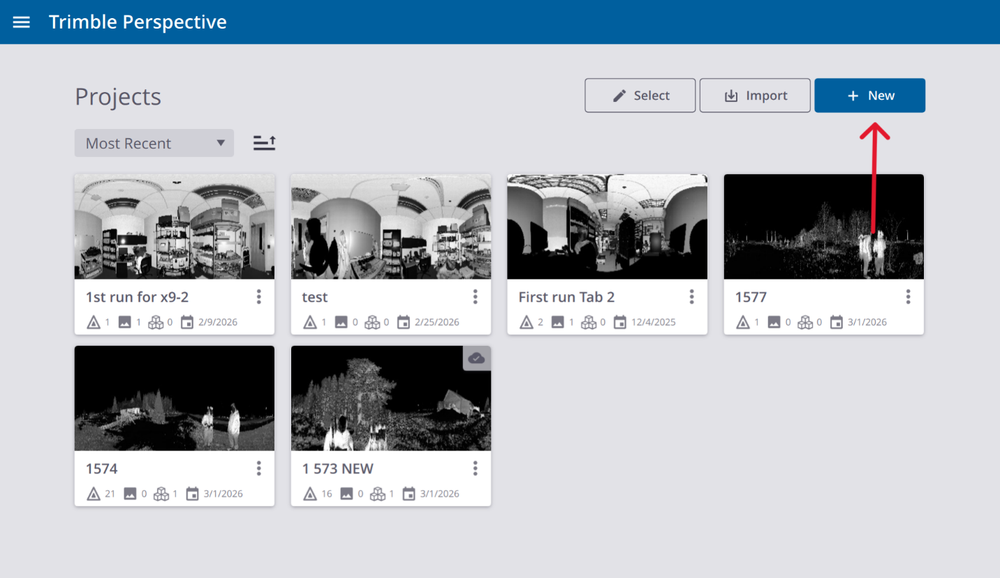 Trimble Perspective
Projects
Select
Import
+ New
Most Recent
1st run for x9-2
1 1 0 2/9/2026
test
1 0 0 2/25/2026
First run Tab 2
2 1 0 12/4/2025
1577
1 0 0 3/1/2026
1574
21 0 1 3/1/2026
1 573 NEW
16 0 1 3/1/2026